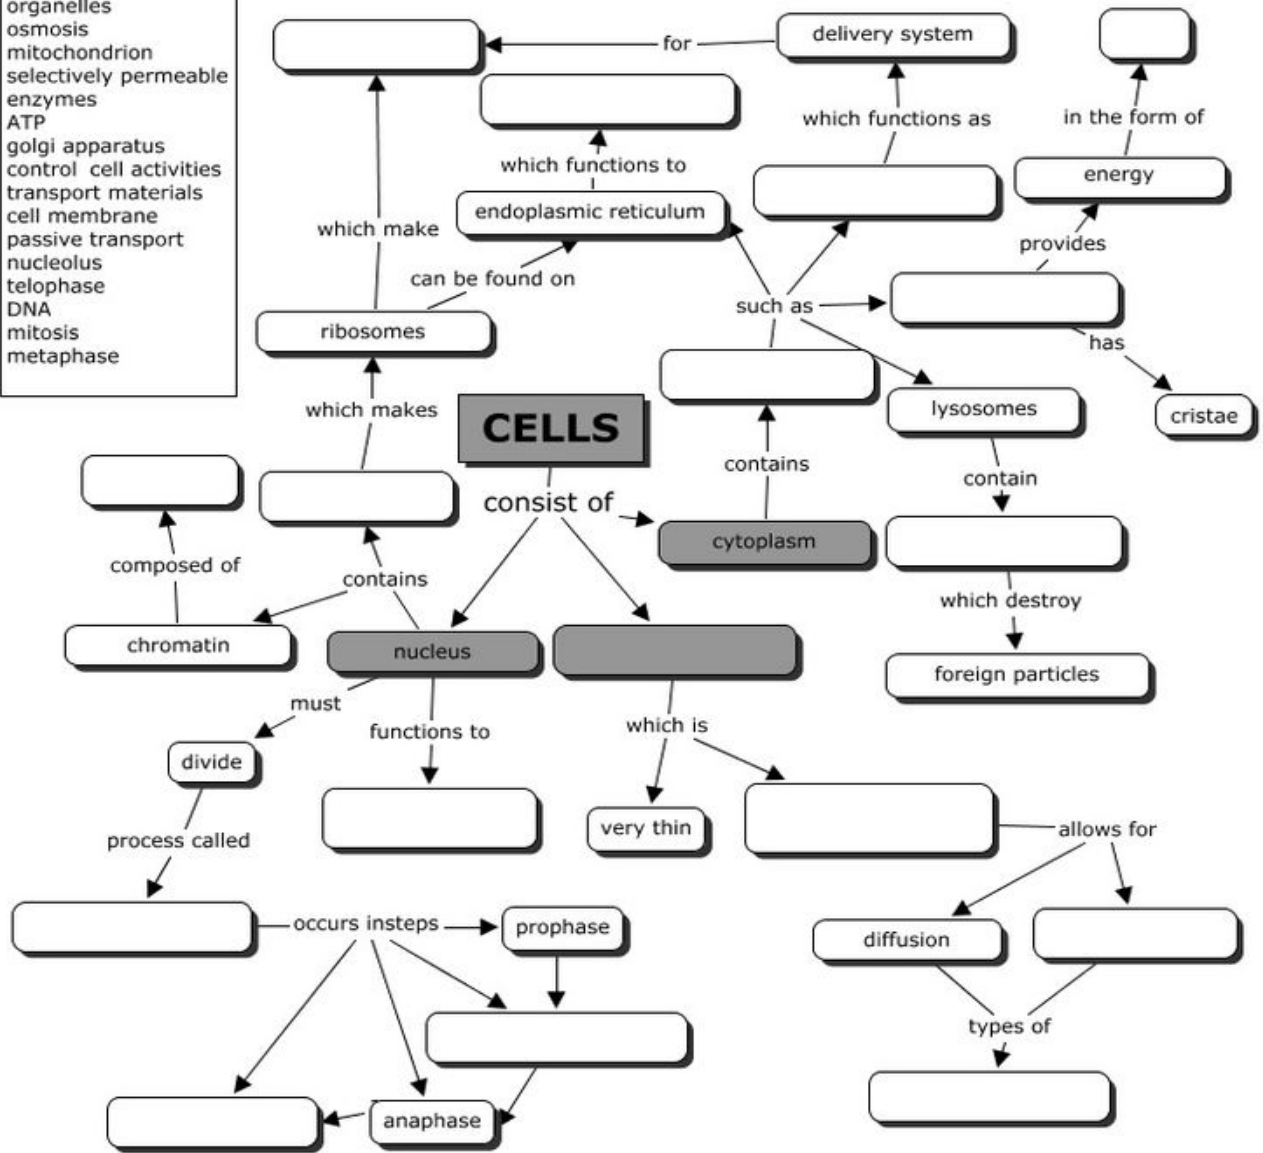 organelles
osmosis
mitochondrion
selectively permeable
enzymes
ATP
golgi apparatus
control cell activities
transport materials
cell membrane
passive transport
nucleolus
telophase
DNA
mitosis
metaphase
for
delivery system
which functions as
in the form of
which functions to
energy
endoplasmic reticulum
which make
provides
can be found on
such as
ribosomes
has
which makes
lysosomes
cristae
CELLS
contains
contain
consist of
cytoplasm
composed of
contains
which destroy
chromatin
nucleus
foreign particles
must
functions to
which is
divide
very thin
allows for
process called
occurs insteps
prophase
diffusion
types of
anaphase